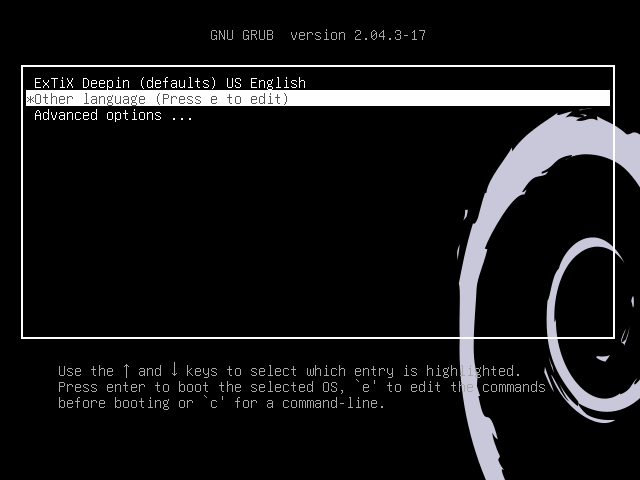 GNU GRUB  version 2.04.3-17
ExTiX Deepin (defaults) US English
*Other language (Press e to edit)
Advanced options ...
Use the ↑ and ↓ keys to select which entry is highlighted.
Press enter to boot the selected OS, `e' to edit the commands
before booting or `c' for a command-line.